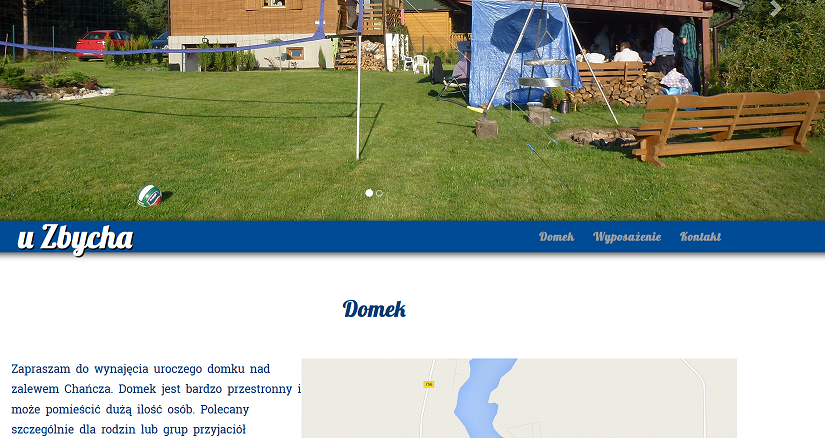 u Zbycha
Domek Wyposażenie Kontakt
Domek
Zapraszam do wynajęcia uroczego domku nad
zalewem Chańcza. Domek jest bardzo przestronny i
może pomieścić dużą ilość osób. Polecany
szczególnie dla rodzin lub grup przyjaciół